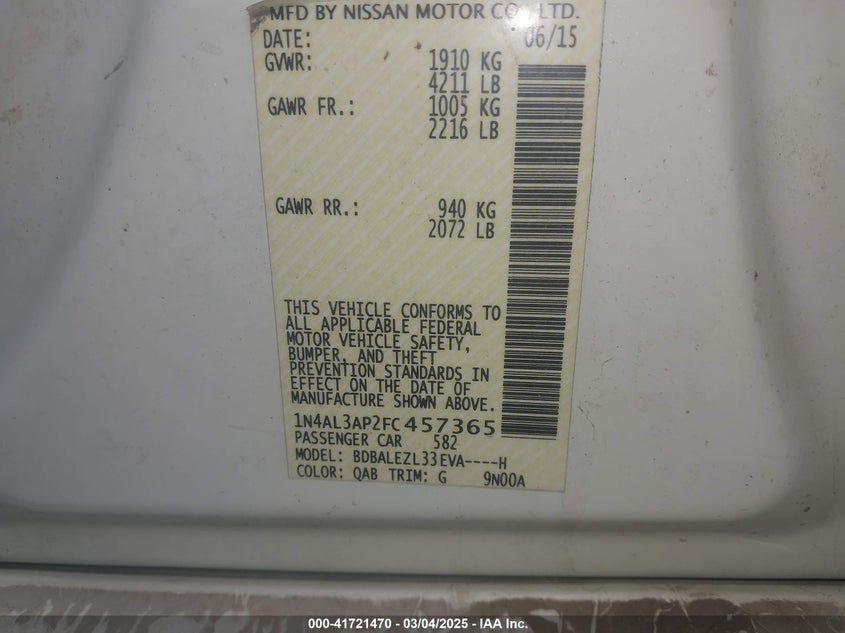 MFD BY NISSAN MOTOR CO., LTD.
DATE: 06/15
GVWR: 1910 KG
4211 LB
GAWR FR.: 1005 KG
2216 LB
GAWR RR.: 940 KG
2072 LB
THIS VEHICLE CONFORMS TO
ALL APPLICABLE FEDERAL
MOTOR VEHICLE SAFETY,
BUMPER, AND THEFT
PREVENTION STANDARDS IN
EFFECT ON THE DATE OF
MANUFACTURE SHOWN ABOVE.
1N4AL3AP2FC457365
PASSENGER CAR 582
MODEL: BDBALEZL33EVA----H
COLOR: QAB TRIM: G 9N00A
000-41721470 - 03/04/2025 - IAA Inc.